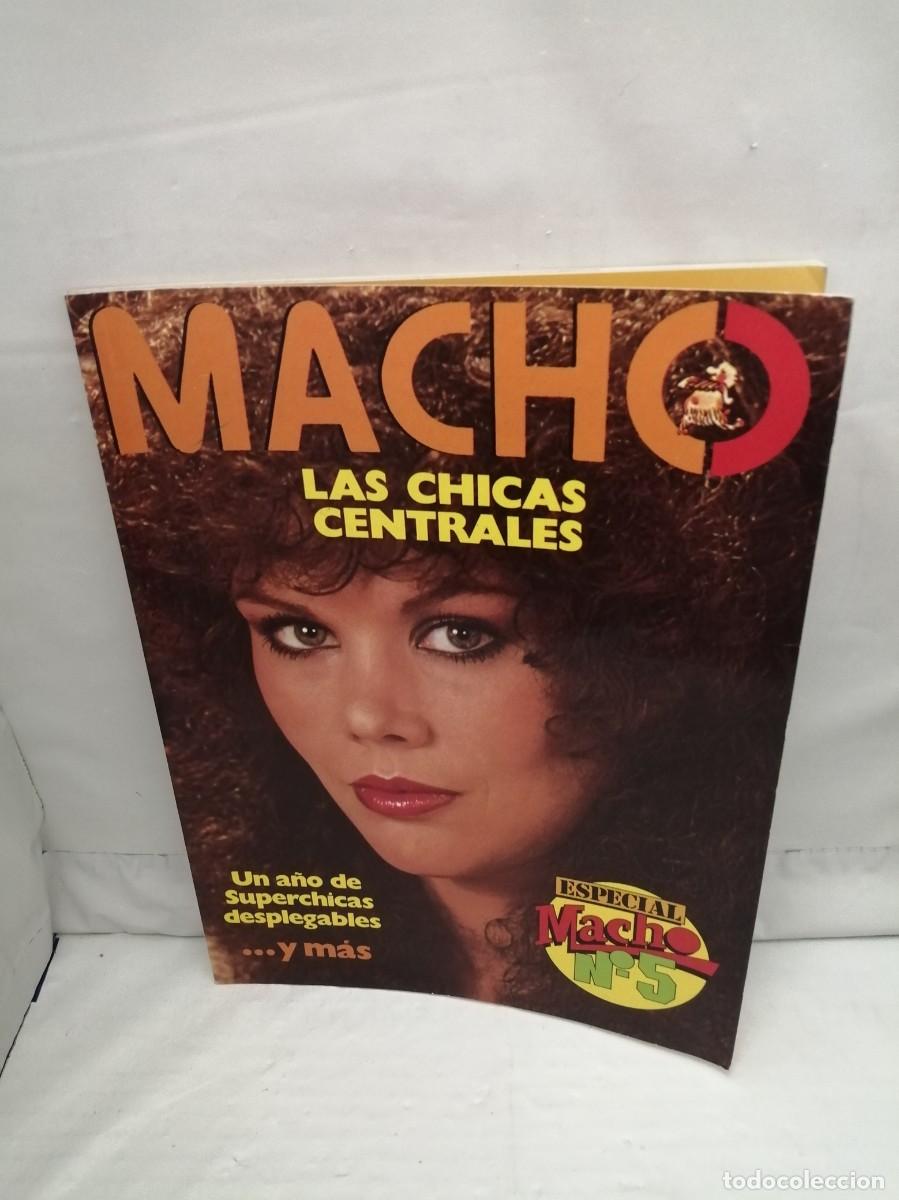 MACHO
LAS CHICAS
CENTRALES
Un año de
Superchicas
desplegables
...y más
ESPECIAL
Macho
Nº5
todocoleccion